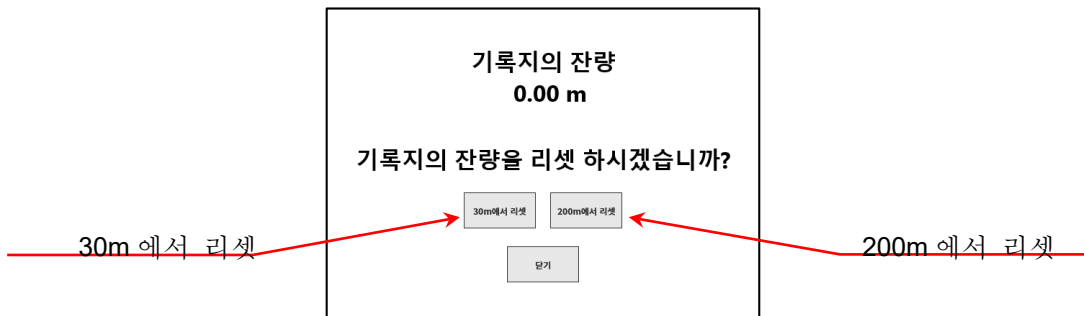 기록지의 잔량
0.00 m
기록지의 잔량을 리셋 하시겠습니까?
30m에서 리셋 200m에서 리셋
30m 에서 리셋
200m 에서 리셋
닫기